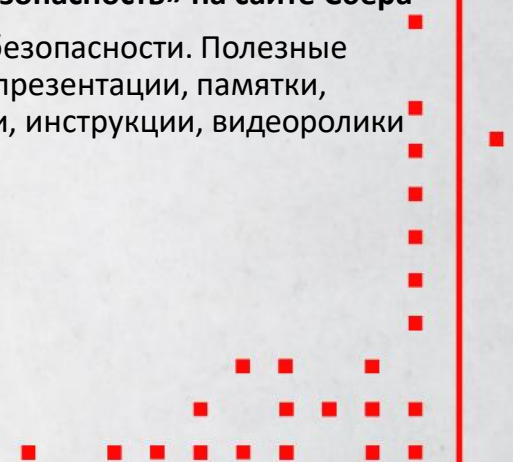 зопасность» на сайте Сбера
безопасности. Полезные
презентации, памятки,
и, инструкции, видеоролики